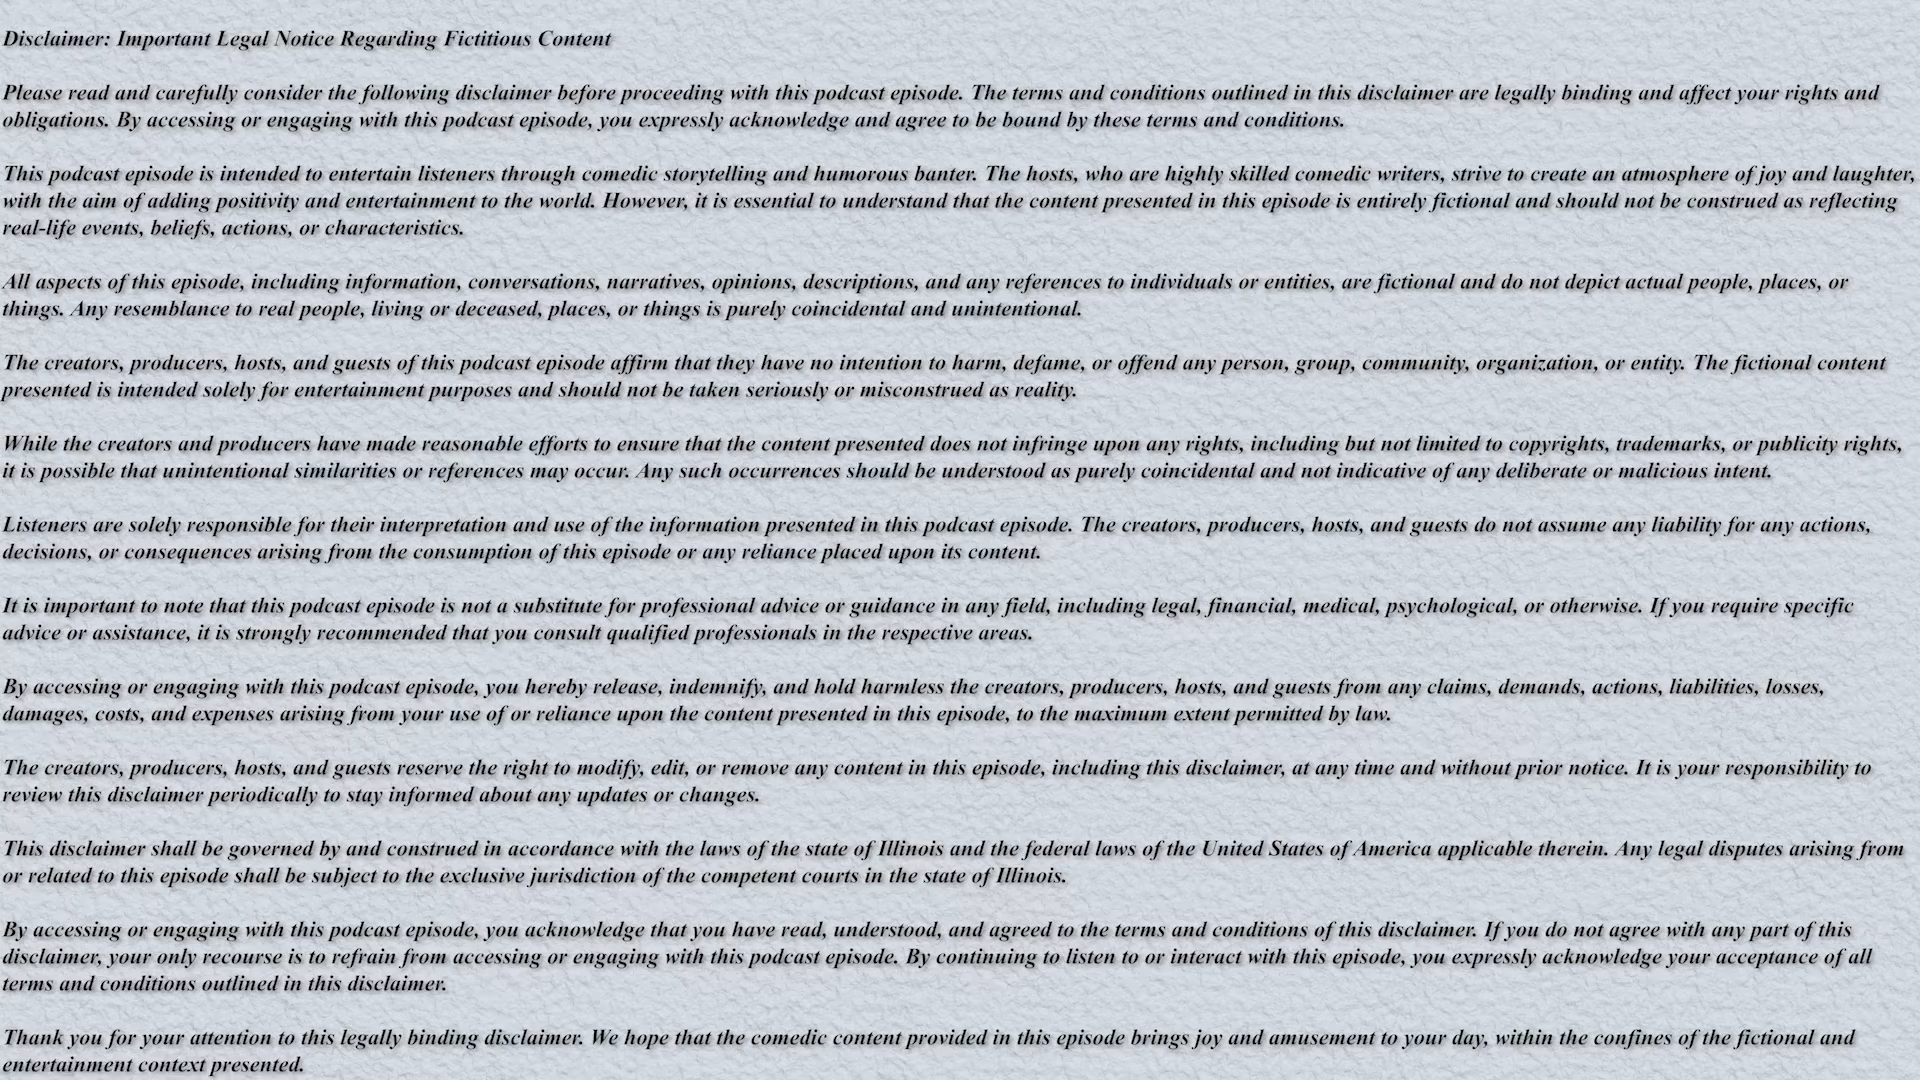 Disclaimer: Important Legal Notice Regarding Fictitious Content
Please read and carefully consider the following disclaimer before proceeding with this podcast episode. The terms and conditions outlined in this disclaimer are legally binding and affect your rights and
obligations. By accessing or engaging with this podcast episode, you expressly acknowledge and agree to be bound by these terms and conditions.
This podcast episode is intended to entertain listeners through comedic storytelling and humorous banter. The hosts, who are highly skilled comedic writers, strive to create an atmosphere of joy and laughter,
with the aim of adding positivity and entertainment to the world. However, it is essential to understand that the content presented in this episode is entirely fictional and should not be construed as reflecting
real-life events, beliefs, actions, or characteristics.
All aspects of this episode, including information, conversations, narratives, opinions, descriptions, and any references to individuals or entities, are fictional and do not depict actual people, places, or
things. Any resemblance to real people, living or deceased, places, or things is purely coincidental and unintentional.
The creators, producers, hosts, and guests of this podcast episode affirm that they have no intention to harm, defame, or offend any person, group, community, organization, or entity. The fictional content
presented is intended solely for entertainment purposes and should not be taken seriously or misconstrued as reality.
While the creators and producers have made reasonable efforts to ensure that the content presented does not infringe upon any rights, including but not limited to copyrights, trademarks, or publicity rights,
it is possible that unintentional similarities or references may occur. Any such occurrences should be understood as purely coincidental and not indicative of any deliberate or malicious intent.
Listeners are solely responsible for their interpretation and use of the information presented in this podcast episode. The creators, producers, hosts, and guests do not assume any liability for any actions,
decisions, or consequences arising from the consumption of this episode or any reliance placed upon its content.
It is important to note that this podcast episode is not a substitute for professional advice or guidance in any field, including legal, financial, medical, psychological, or otherwise. If you require specific
advice or assistance, it is strongly recommended that you consult qualified professionals in the respective areas.
By accessing or engaging with this podcast episode, you hereby release, indemnify, and hold harmless the creators, producers, hosts, and guests from any claims, demands, actions, liabilities, losses,
damages, costs, and expenses arising from your use of or reliance upon the content presented in this episode, to the maximum extent permitted by law.
The creators, producers, hosts, and guests reserve the right to modify, edit, or remove any content in this episode, including this disclaimer, at any time and without prior notice. It is your responsibility to
review this disclaimer periodically to stay informed about any updates or changes.
This disclaimer shall be governed by and construed in accordance with the laws of the state of Illinois and the federal laws of the United States of America applicable therein. Any legal disputes arising from
or related to this episode shall be subject to the exclusive jurisdiction of the competent courts in the state of Illinois.
By accessing or engaging with this podcast episode, you acknowledge that you have read, understood, and agreed to the terms and conditions of this disclaimer. If you do not agree with any part of this
disclaimer, your only recourse is to refrain from accessing or engaging with this podcast episode. By continuing to listen to or interact with this episode, you expressly acknowledge your acceptance of all
terms and conditions outlined in this disclaimer.
Thank you for your attention to this legally binding disclaimer. We hope that the comedic content provided in this episode brings joy and amusement to your day, within the confines of the fictional and
entertainment context presented.